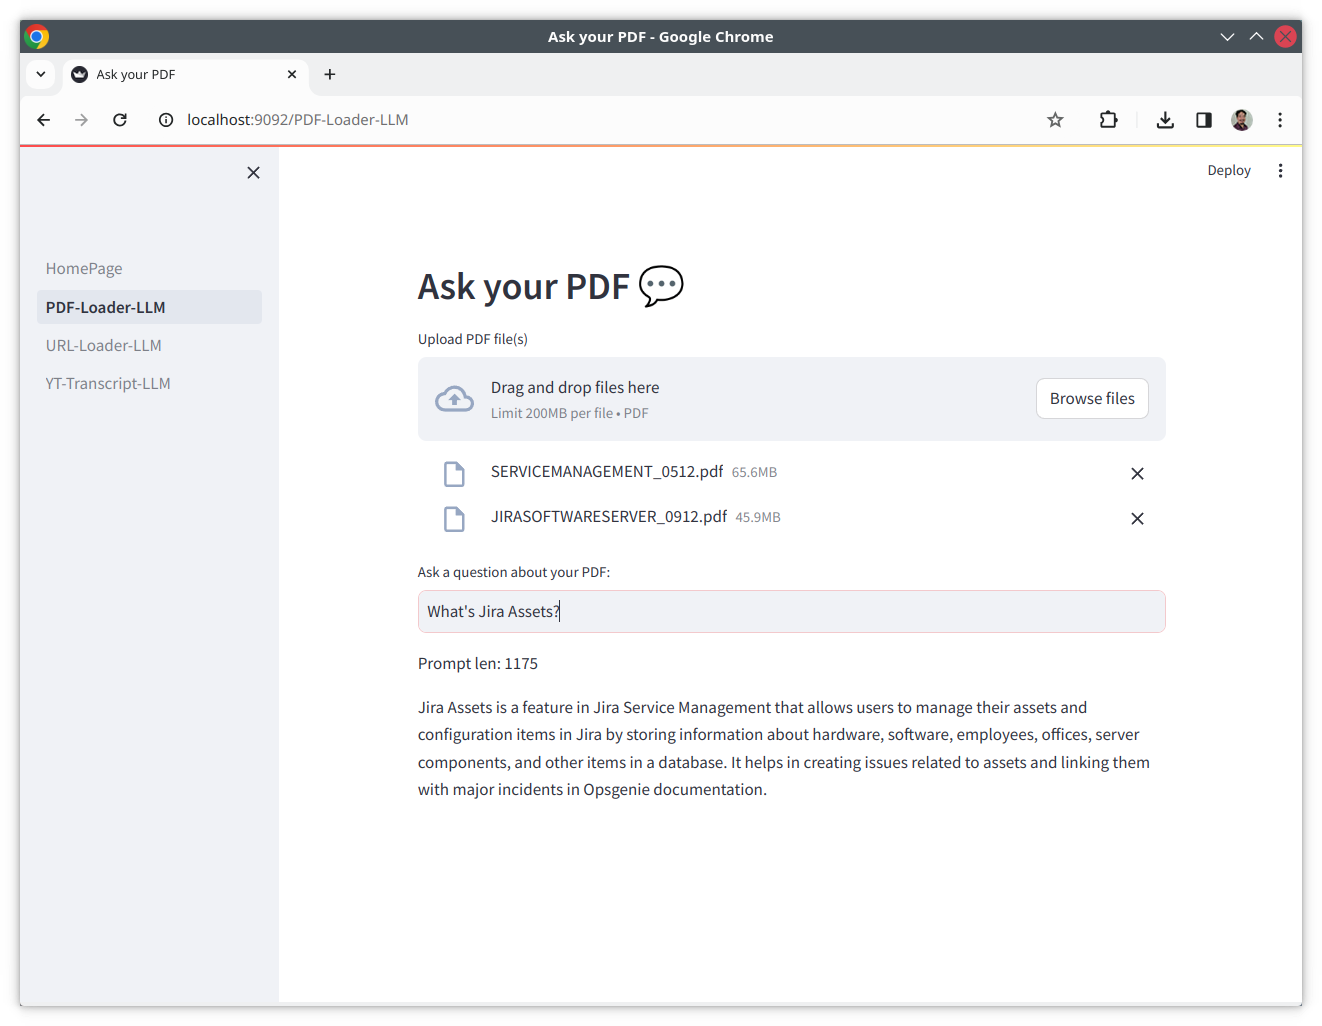 Ask your PDF - Google Chrome
Ask your PDF
localhost:9092/PDF-Loader-LLM
Deploy
HomePage
PDF-Loader-LLM
URL-Loader-LLM
YT-Transcript-LLM
Ask your PDF 💬
Upload PDF file(s)
Drag and drop files here
Limit 200MB per file • PDF
Browse files
SERVICEMANAGEMENT_0512.pdf 65.6MB
JIRASOFTWARESERVER_0912.pdf 45.9MB
Ask a question about your PDF:
What's Jira Assets?
Prompt len: 1175
Jira Assets is a feature in Jira Service Management that allows users to manage their assets and
configuration items in Jira by storing information about hardware, software, employees, offices, server
components, and other items in a database. It helps in creating issues related to assets and linking them
with major incidents in Opsgenie documentation.